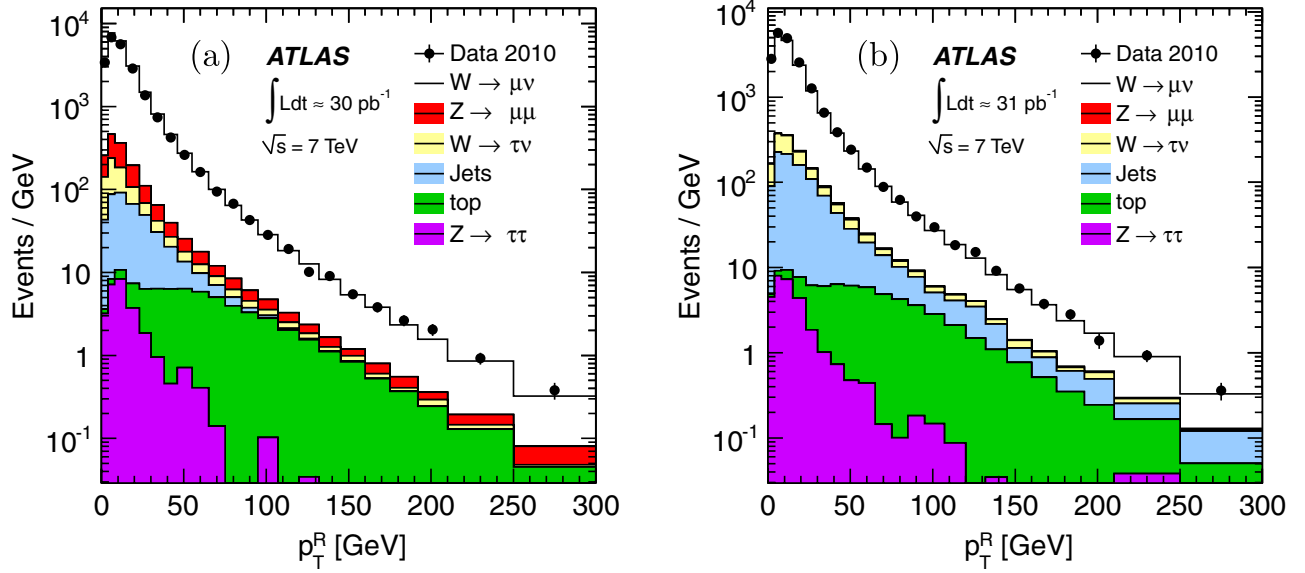 (a) ATLAS
∫Ldt ≈ 30 pb⁻¹
√s = 7 TeV
Data 2010
W → μν
Z → μμ
W → τν
Jets
top
Z → ττ
Events / GeV
10⁴
10³
10²
10
1
10⁻¹
0 50 100 150 200 250 300
p_T^R [GeV]
(b) ATLAS
∫Ldt ≈ 31 pb⁻¹
√s = 7 TeV
Data 2010
W → μν
Z → μμ
W → τν
Jets
top
Z → ττ
Events / GeV
10⁴
10³
10²
10
1
10⁻¹
0 50 100 150 200 250 300
p_T^R [GeV]